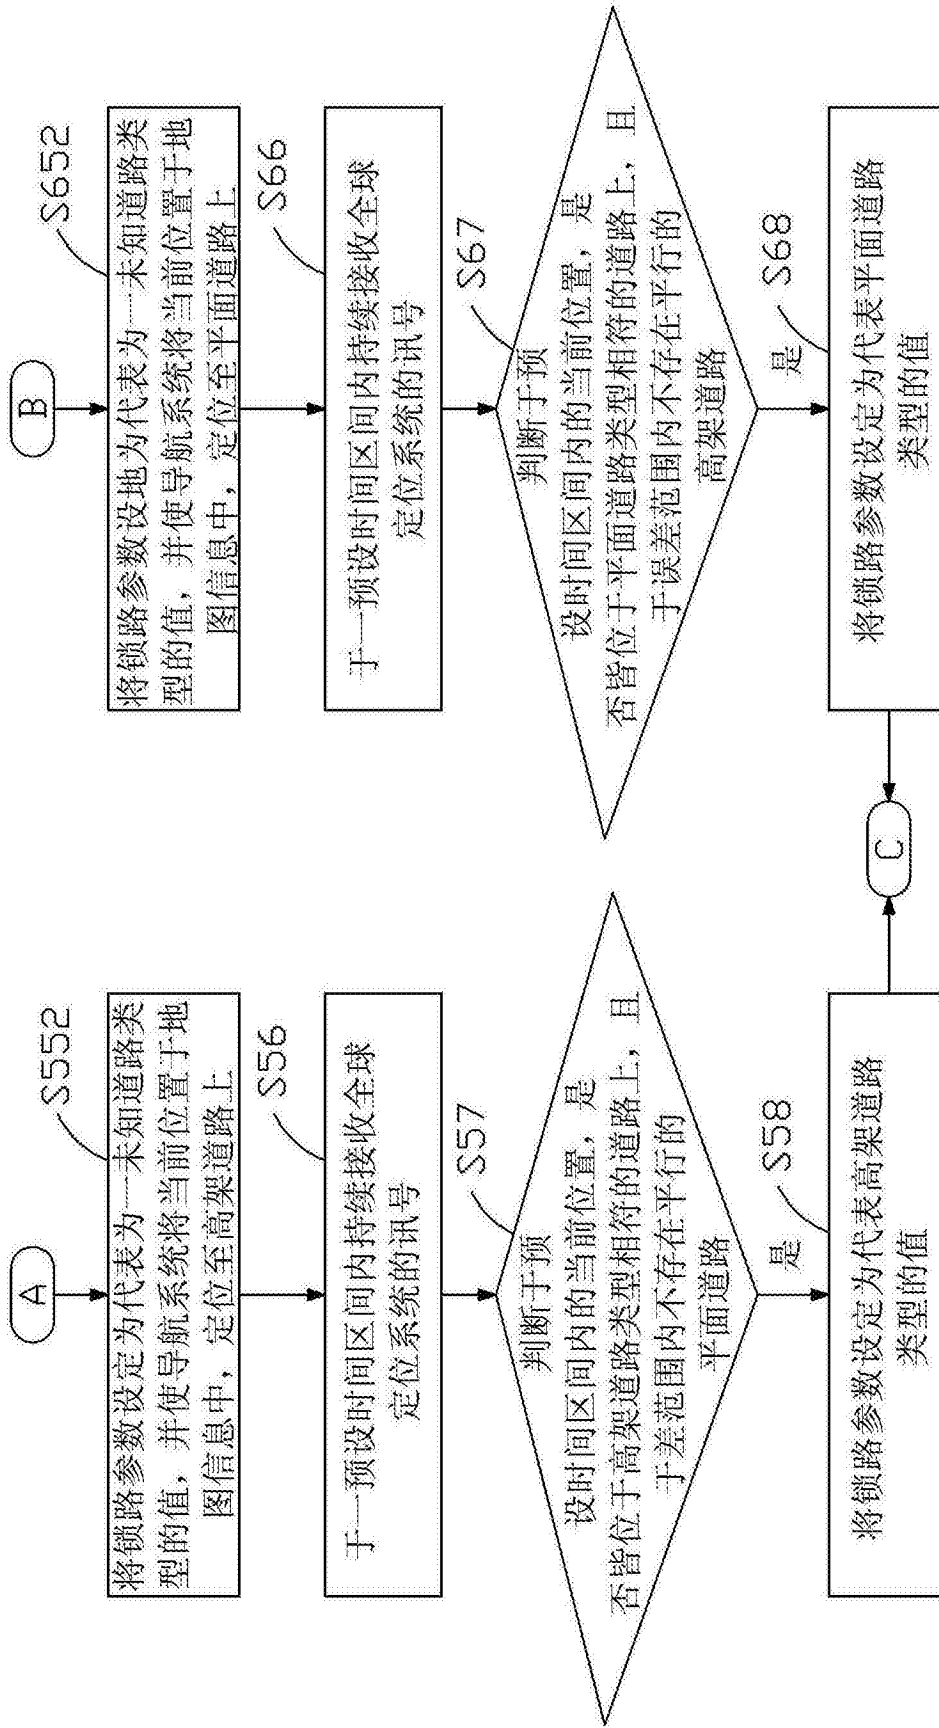 A
S552
将锁路参数设定为代表为一未知道路类
型的值，并使导航系统将当前位置于地
图信息中，定位至高架道路上
S56
于一预设时间区间内持续接收全球
定位系统的讯号
S57
判断于预
设时间区间内的当前位置，是
否皆位于高架道路类型相符的道路上，且
于差范围内不存在平行的
平面道路
是
S58
将锁路参数设定为代表高架道路
类型的值
C
B
S652
将锁路参数设地为代表为一未知道路类
型的值，并使导航系统将当前位置于地
图信息中，定位至平面道路上
S66
于一预设时间区间内持续接收全球
定位系统的讯号
S67
判断于预
设时间区间内的当前位置，是
否皆位于平面道路类型相符的道路上，且
于误差范围内不存在平行的
高架道路
是
S68
将锁路参数设定为代表平面道路
类型的值